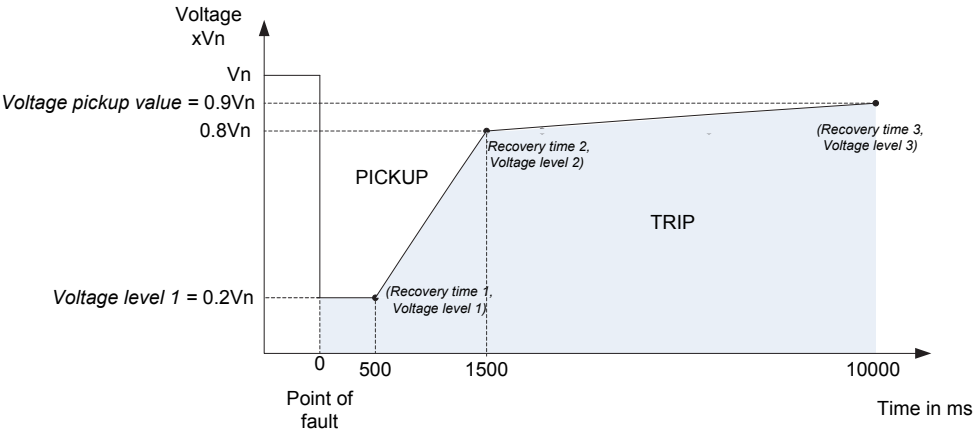 Voltage
xVn
Vn
Voltage pickup value = 0.9Vn
0.8Vn
(Recovery time 3,
Voltage level 3)
Recovery time 2,
Voltage level 2)
PICKUP
TRIP
Voltage level 1 = 0.2Vn
(Recovery time 1,
Voltage level 1)
0
500
1500
10000
Point of
fault
Time in ms